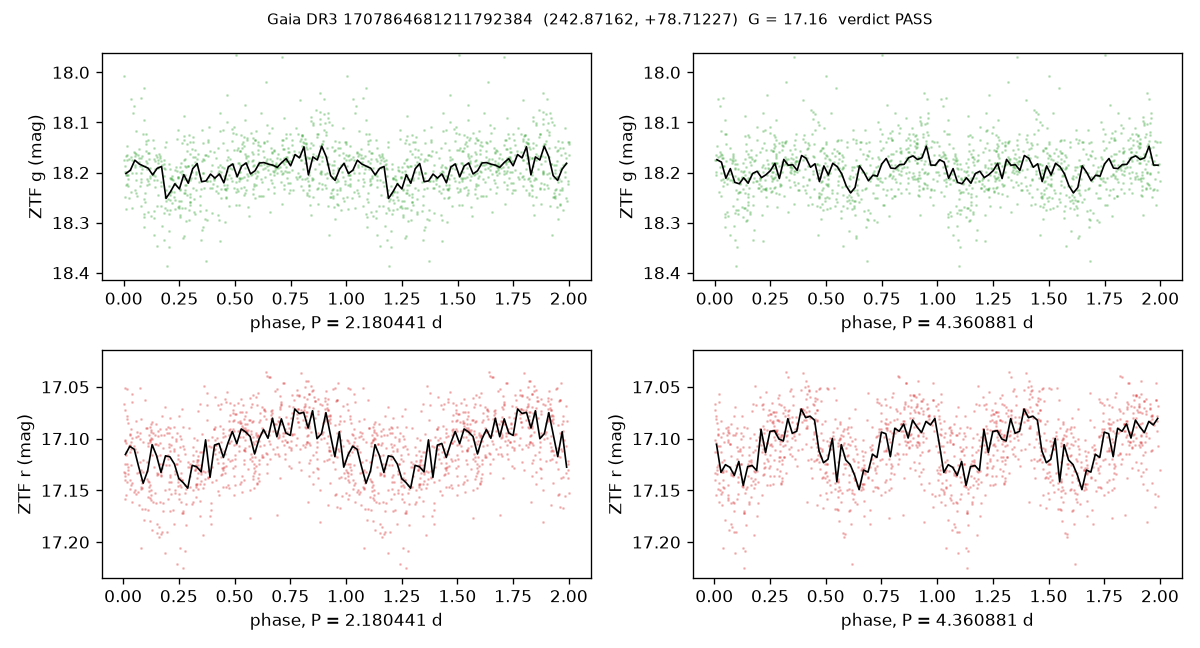 Gaia DR3 1707864681211792384 (242.87162, +78.71227) G = 17.16 verdict PASS
ZTF g (mag)
18.0
18.1
18.2
18.3
18.4
0.00 0.25 0.50 0.75 1.00 1.25 1.50 1.75 2.00
phase, P = 2.180441 d
ZTF g (mag)
18.0
18.1
18.2
18.3
18.4
0.00 0.25 0.50 0.75 1.00 1.25 1.50 1.75 2.00
phase, P = 4.360881 d
ZTF r (mag)
17.05
17.10
17.15
17.20
0.00 0.25 0.50 0.75 1.00 1.25 1.50 1.75 2.00
phase, P = 2.180441 d
ZTF r (mag)
17.05
17.10
17.15
17.20
0.00 0.25 0.50 0.75 1.00 1.25 1.50 1.75 2.00
phase, P = 4.360881 d